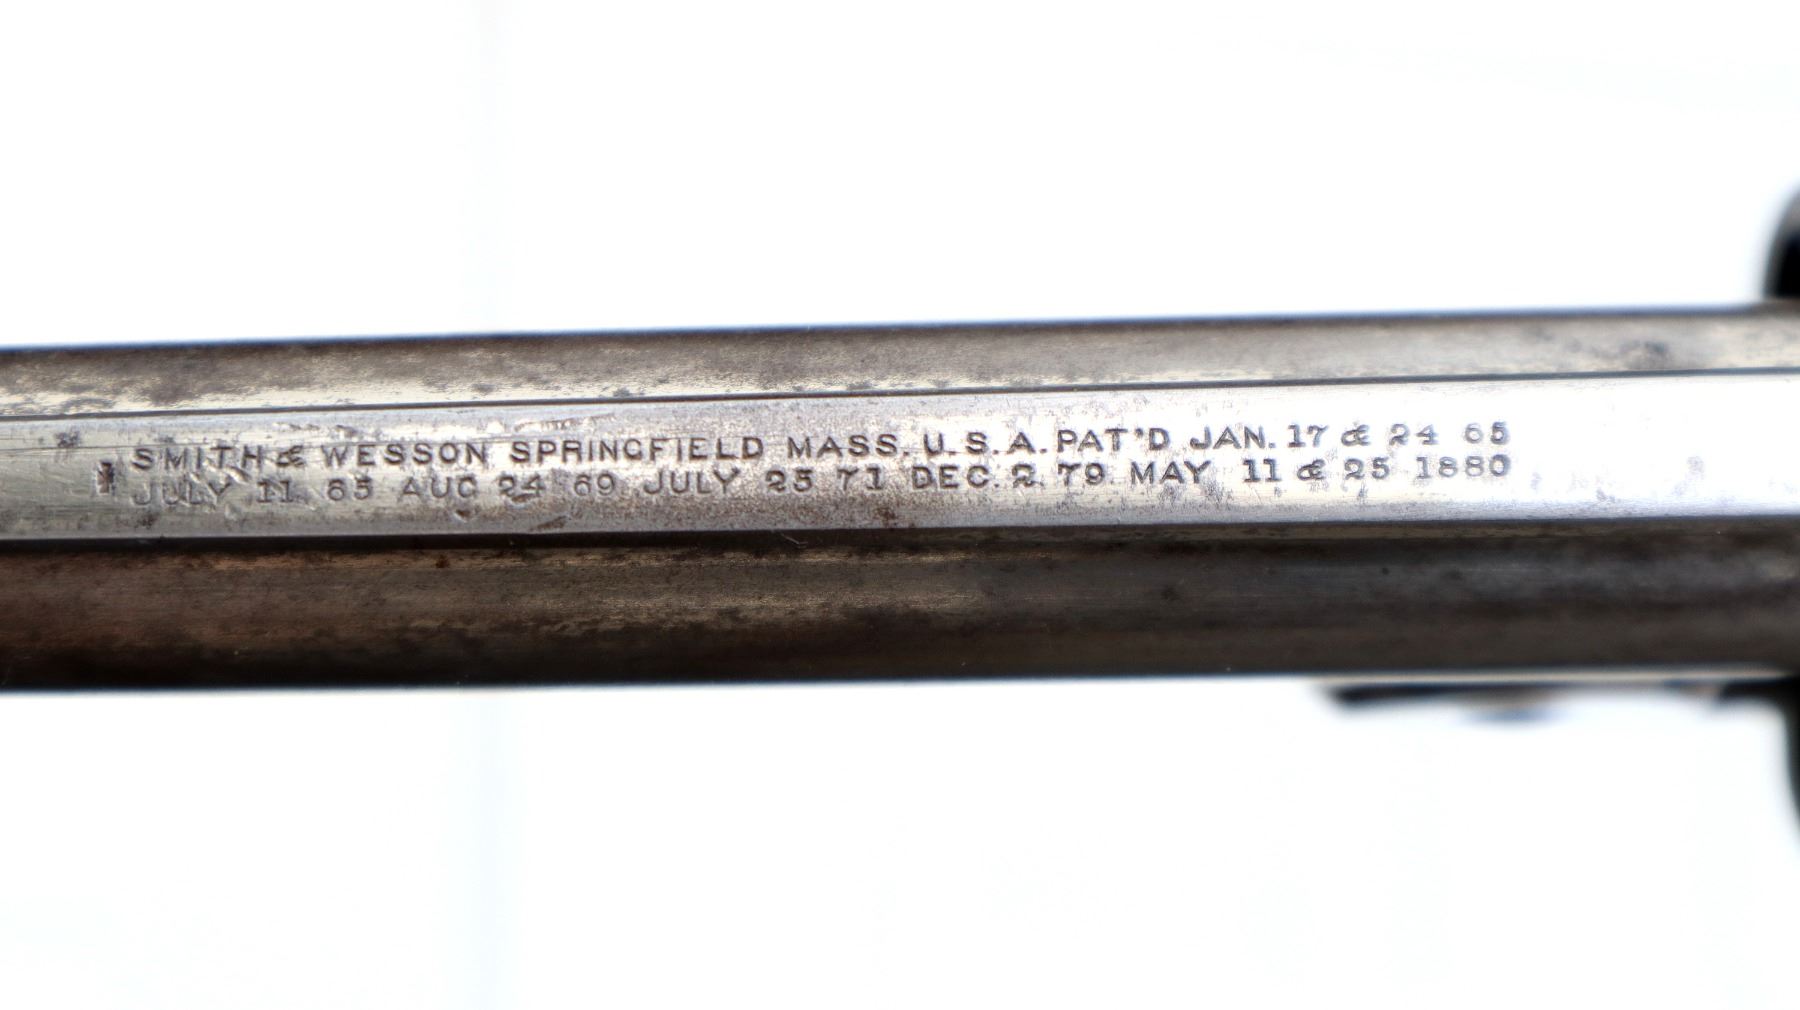 SMITH & WESSON SPRINGFIELD MASS. U.S.A. PAT'D JAN. 17 & 24 65
JULY 11. 65 AUG 24 69 JULY 25 71 DEC. 2. 79. MAY 11 & 25 1880